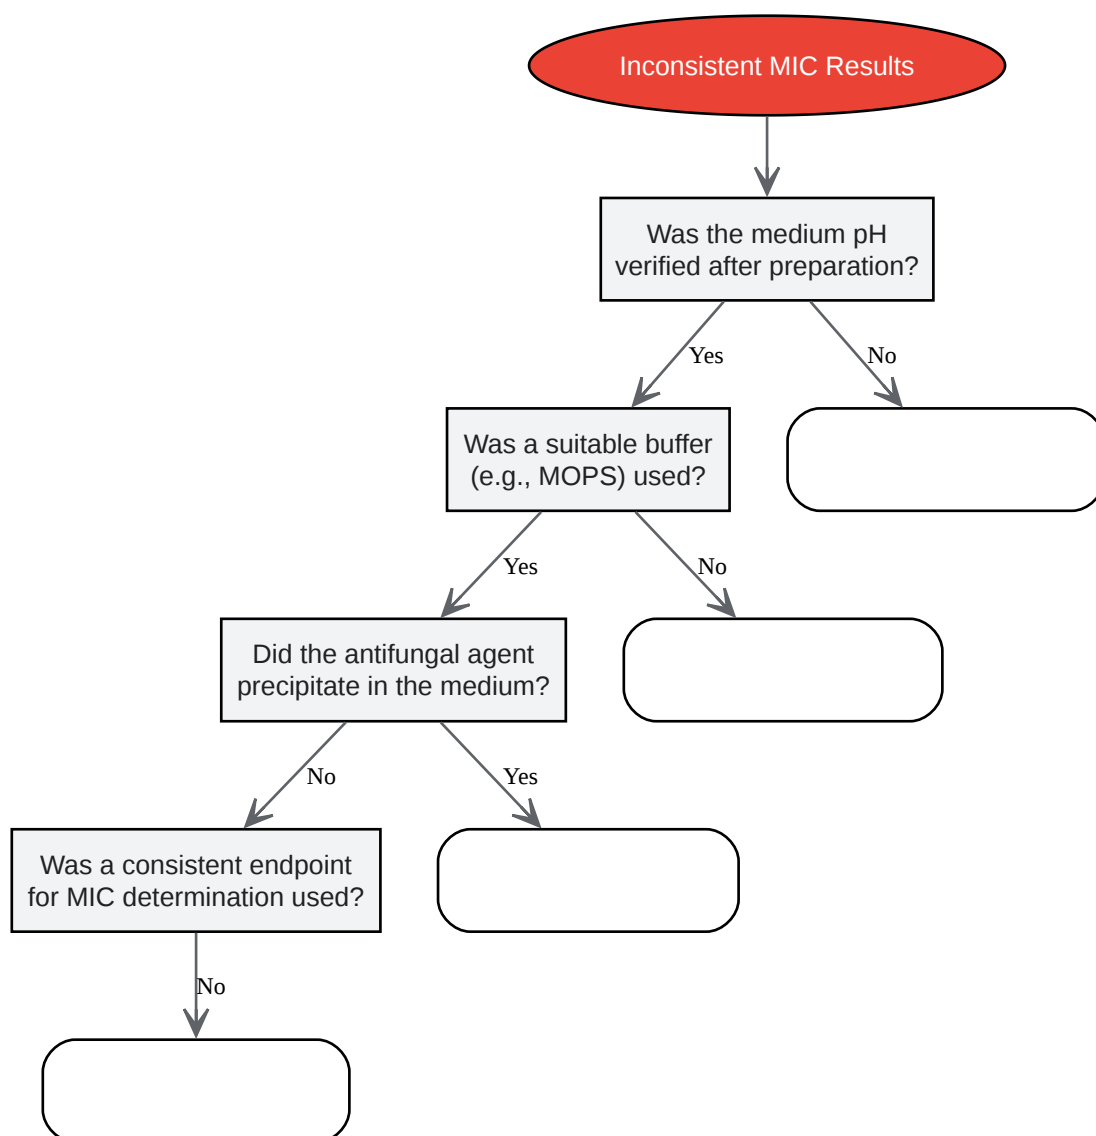 Inconsistent MIC Results
Was the medium pH
verified after preparation?
Yes
No
Was a suitable buffer
(e.g., MOPS) used?
Yes
No
Did the antifungal agent
precipitate in the medium?
No
Yes
Was a consistent endpoint
for MIC determination used?
No